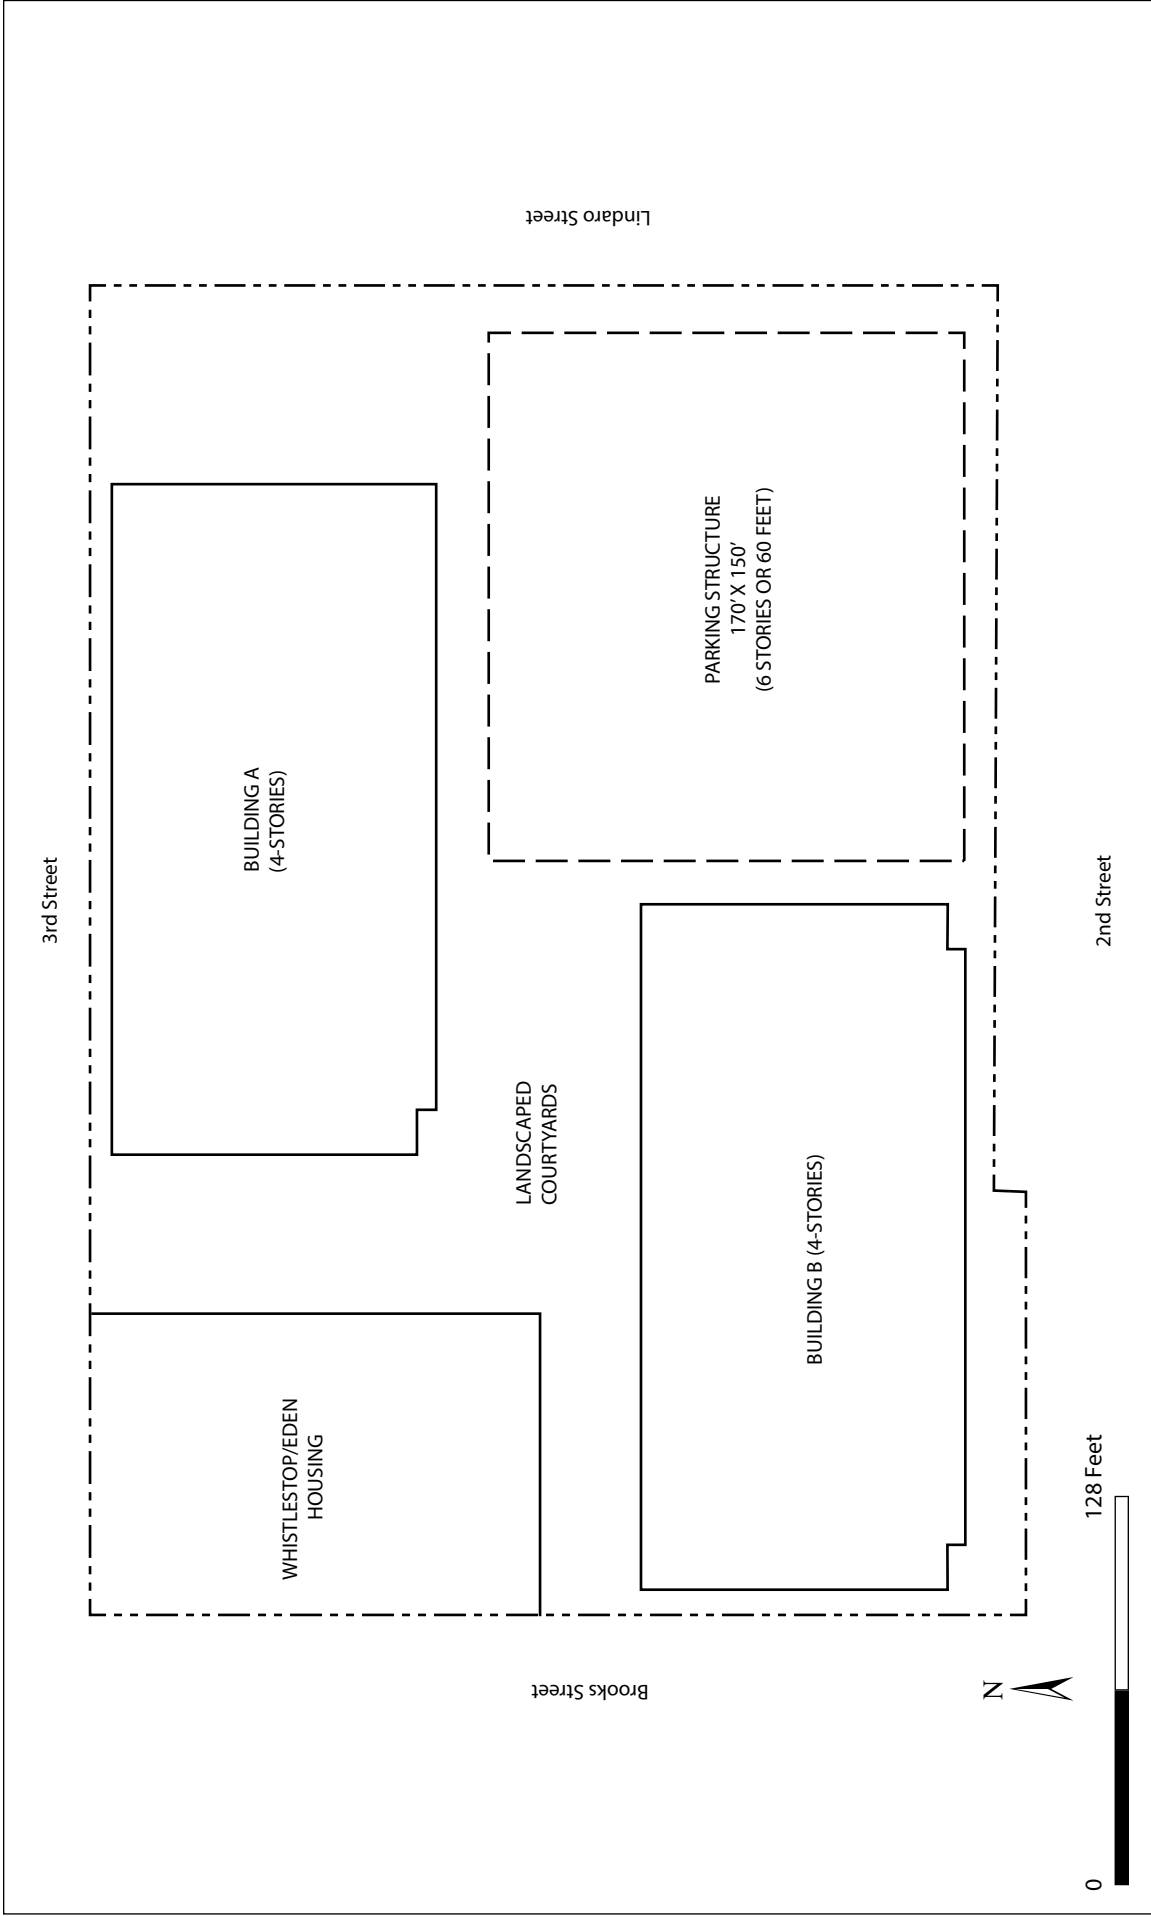 3rd Street
WHISTLESTOP/EDEN
HOUSING
BUILDING A
(4-STORIES)
LANDSCAPED
COURTYARDS
PARKING STRUCTURE
170’ X 150’
(6 STORIES OR 60 FEET)
BUILDING B (4-STORIES)
Brooks Street
Lindaro Street
2nd Street
N
0
128 Feet